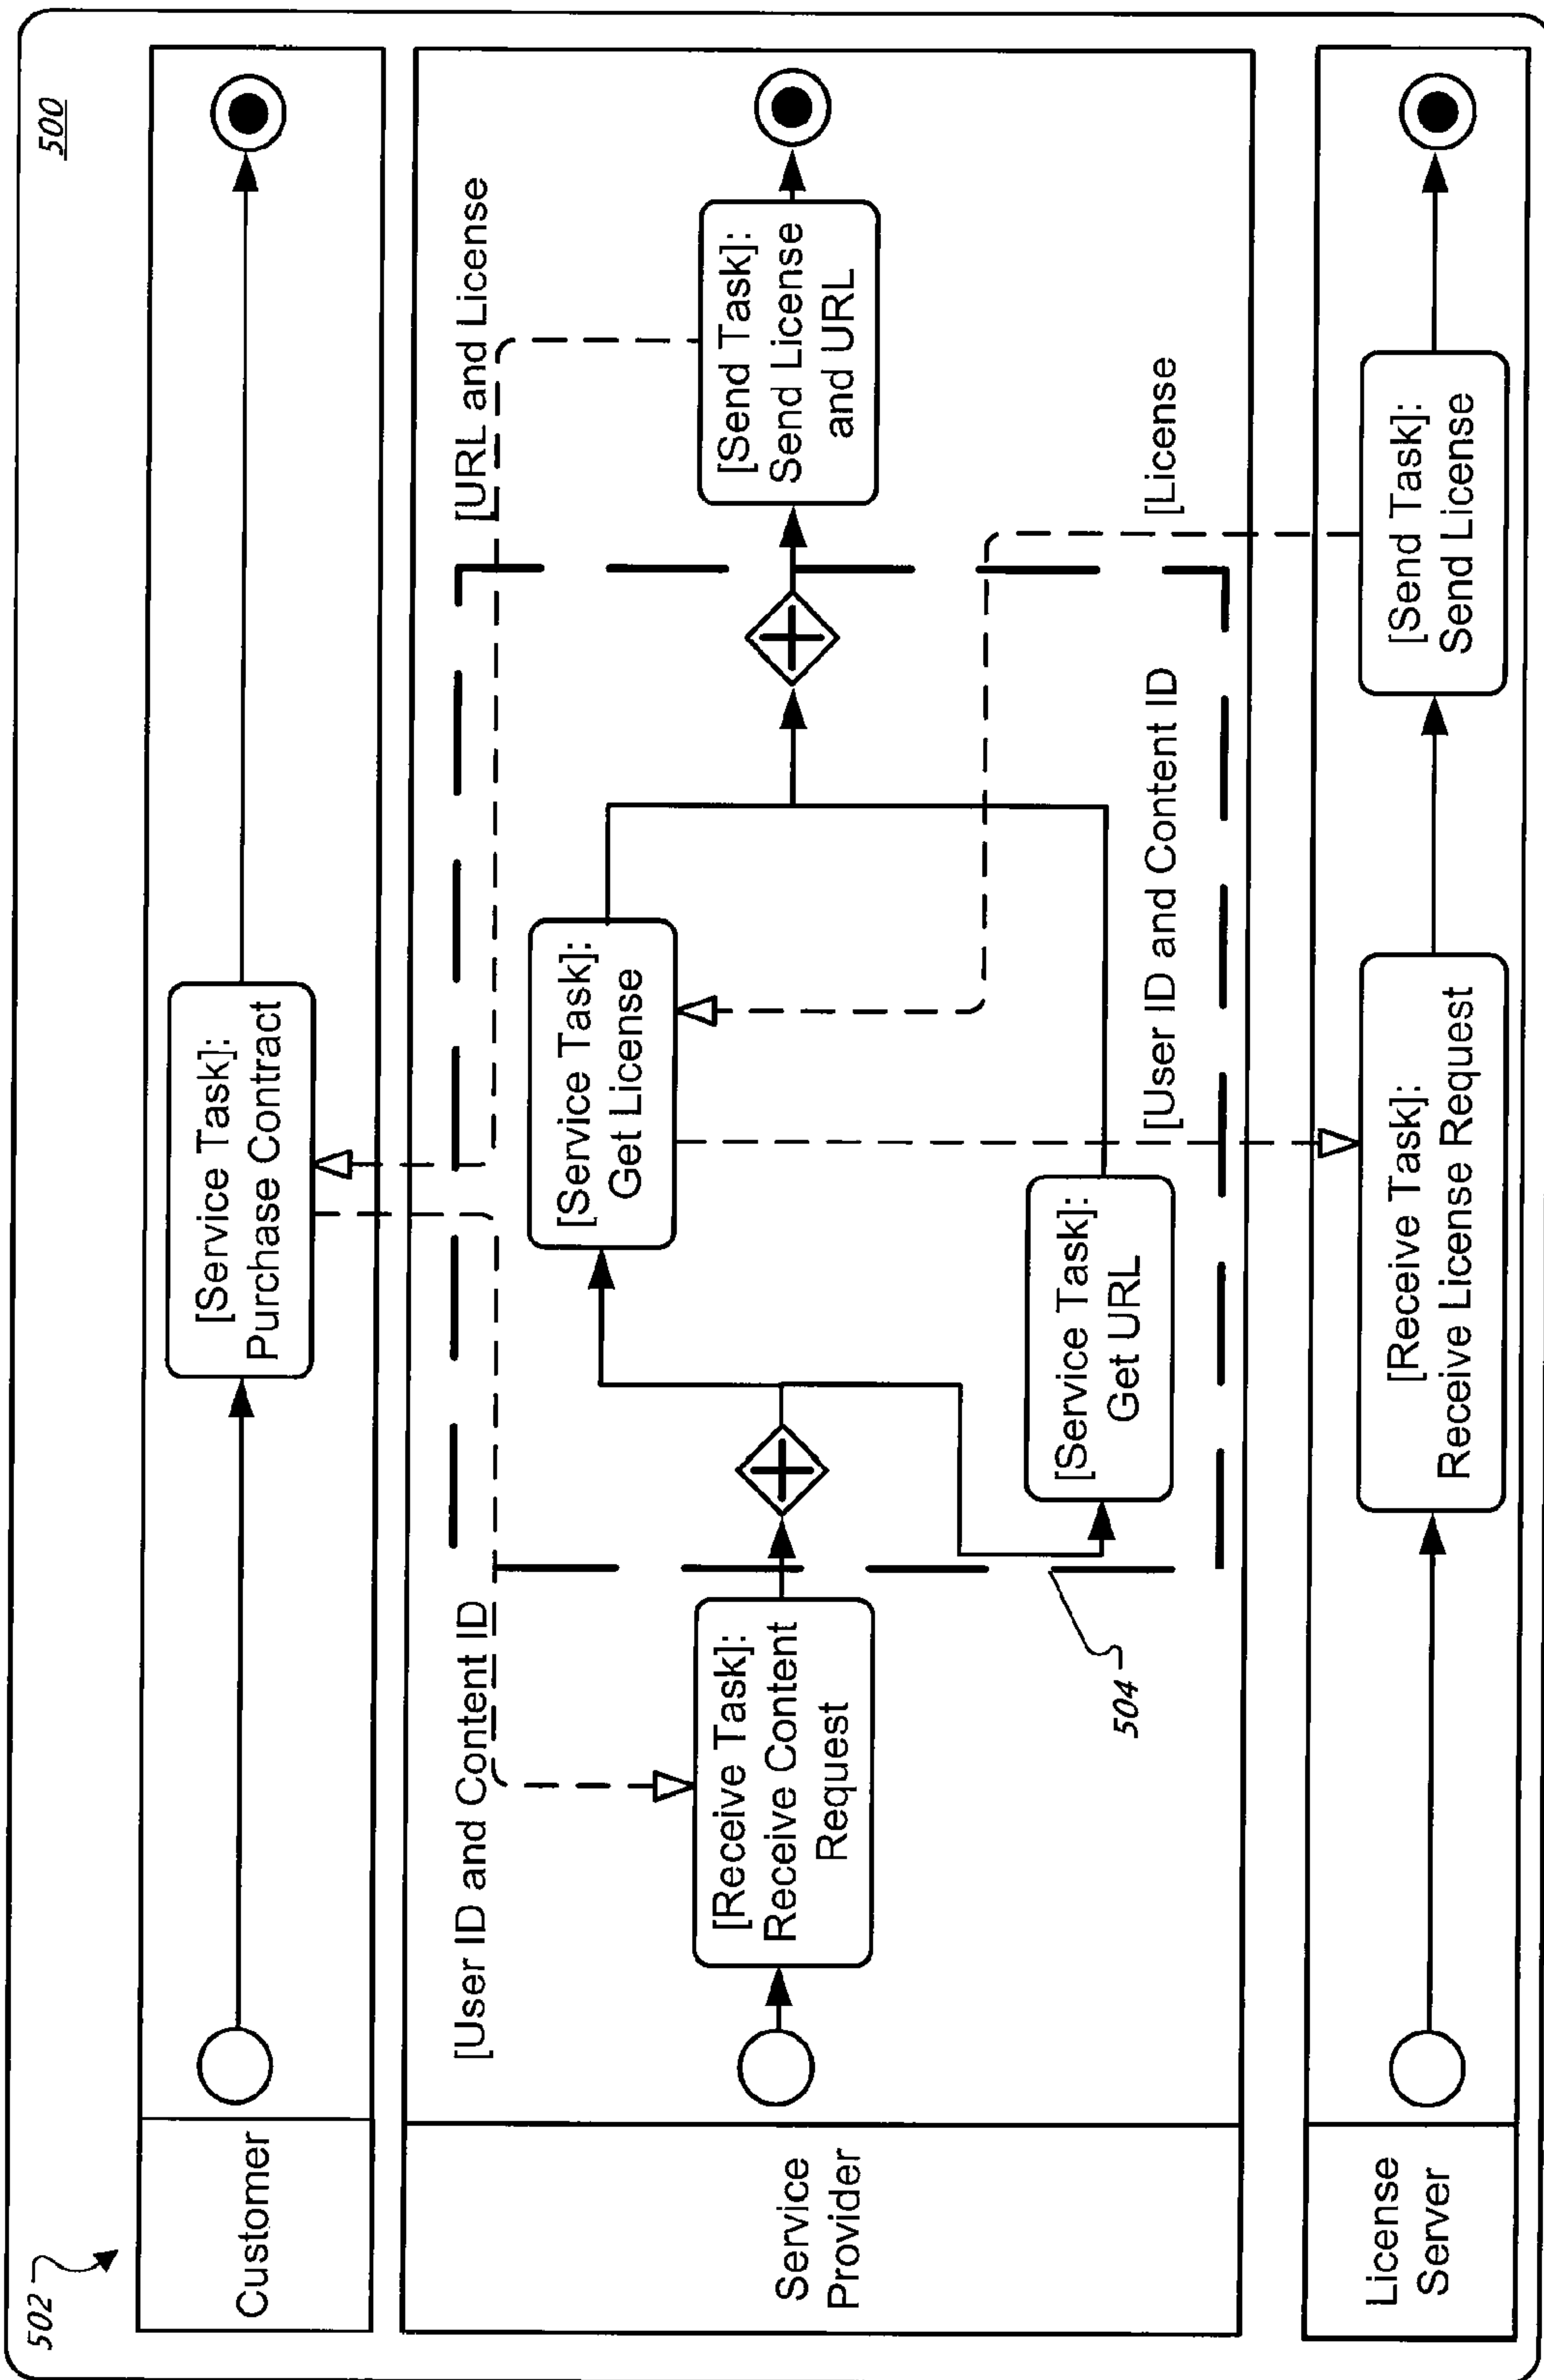 500
502
Customer
[Service Task]:
Purchase Contract
Service
Provider
[User ID and Content ID
[URL and License
[Receive Task]:
Receive Content
Request
[Service Task]:
Get License
[Send Task]:
Send License
and URL
[Service Task]:
Get URL
504
[User ID and Content ID
[License
License
Server
[Receive Task]:
Receive License Request
[Send Task]:
Send License